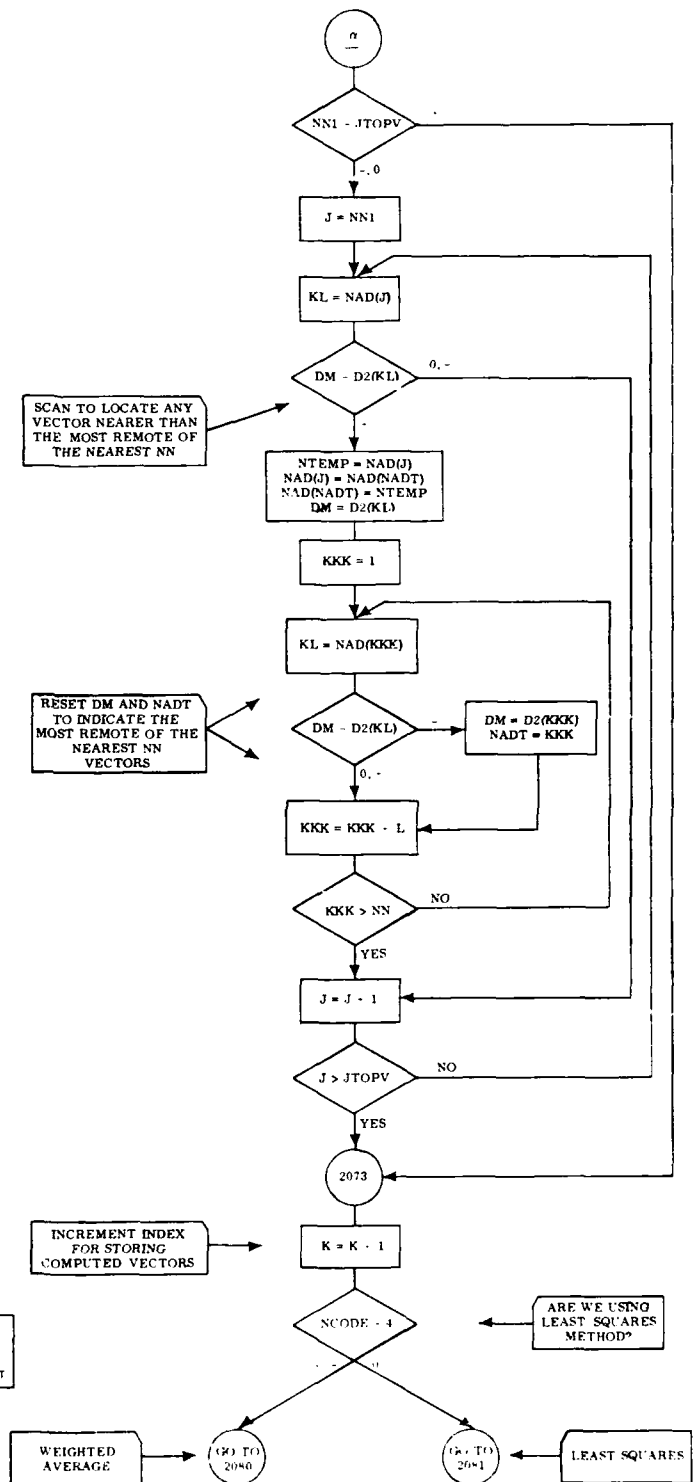 α
NN1 - JTOPV
-, 0
J = NN1
KL = NAD(J)
DM - D2(KL)
0, -
SCAN TO LOCATE ANY
VECTOR NEARER THAN
THE MOST REMOTE OF
THE NEAREST NN
NTEMP = NAD(J)
NAD(J) = NAD(NADT)
NAD(NADT) = NTEMP
DM = D2(KL)
KKK = 1
KL = NAD(KKK)
RESET DM AND NADT
TO INDICATE THE
MOST REMOTE OF THE
NEAREST NN
VECTORS
DM - D2(KL)
-
DM = D2(KKK)
NADT = KKK
0, -
KKK = KKK - L
KKK > NN
NO
YES
J = J - 1
J > JTOPV
NO
YES
2073
INCREMENT INDEX
FOR STORING
COMPUTED VECTORS
K = K - 1
NCODE - 4
ARE WE USING
LEAST SQUARES
METHOD?
0
T
WEIGHTED
AVERAGE
GO TO
2080
GO TO
2081
LEAST SQUARES